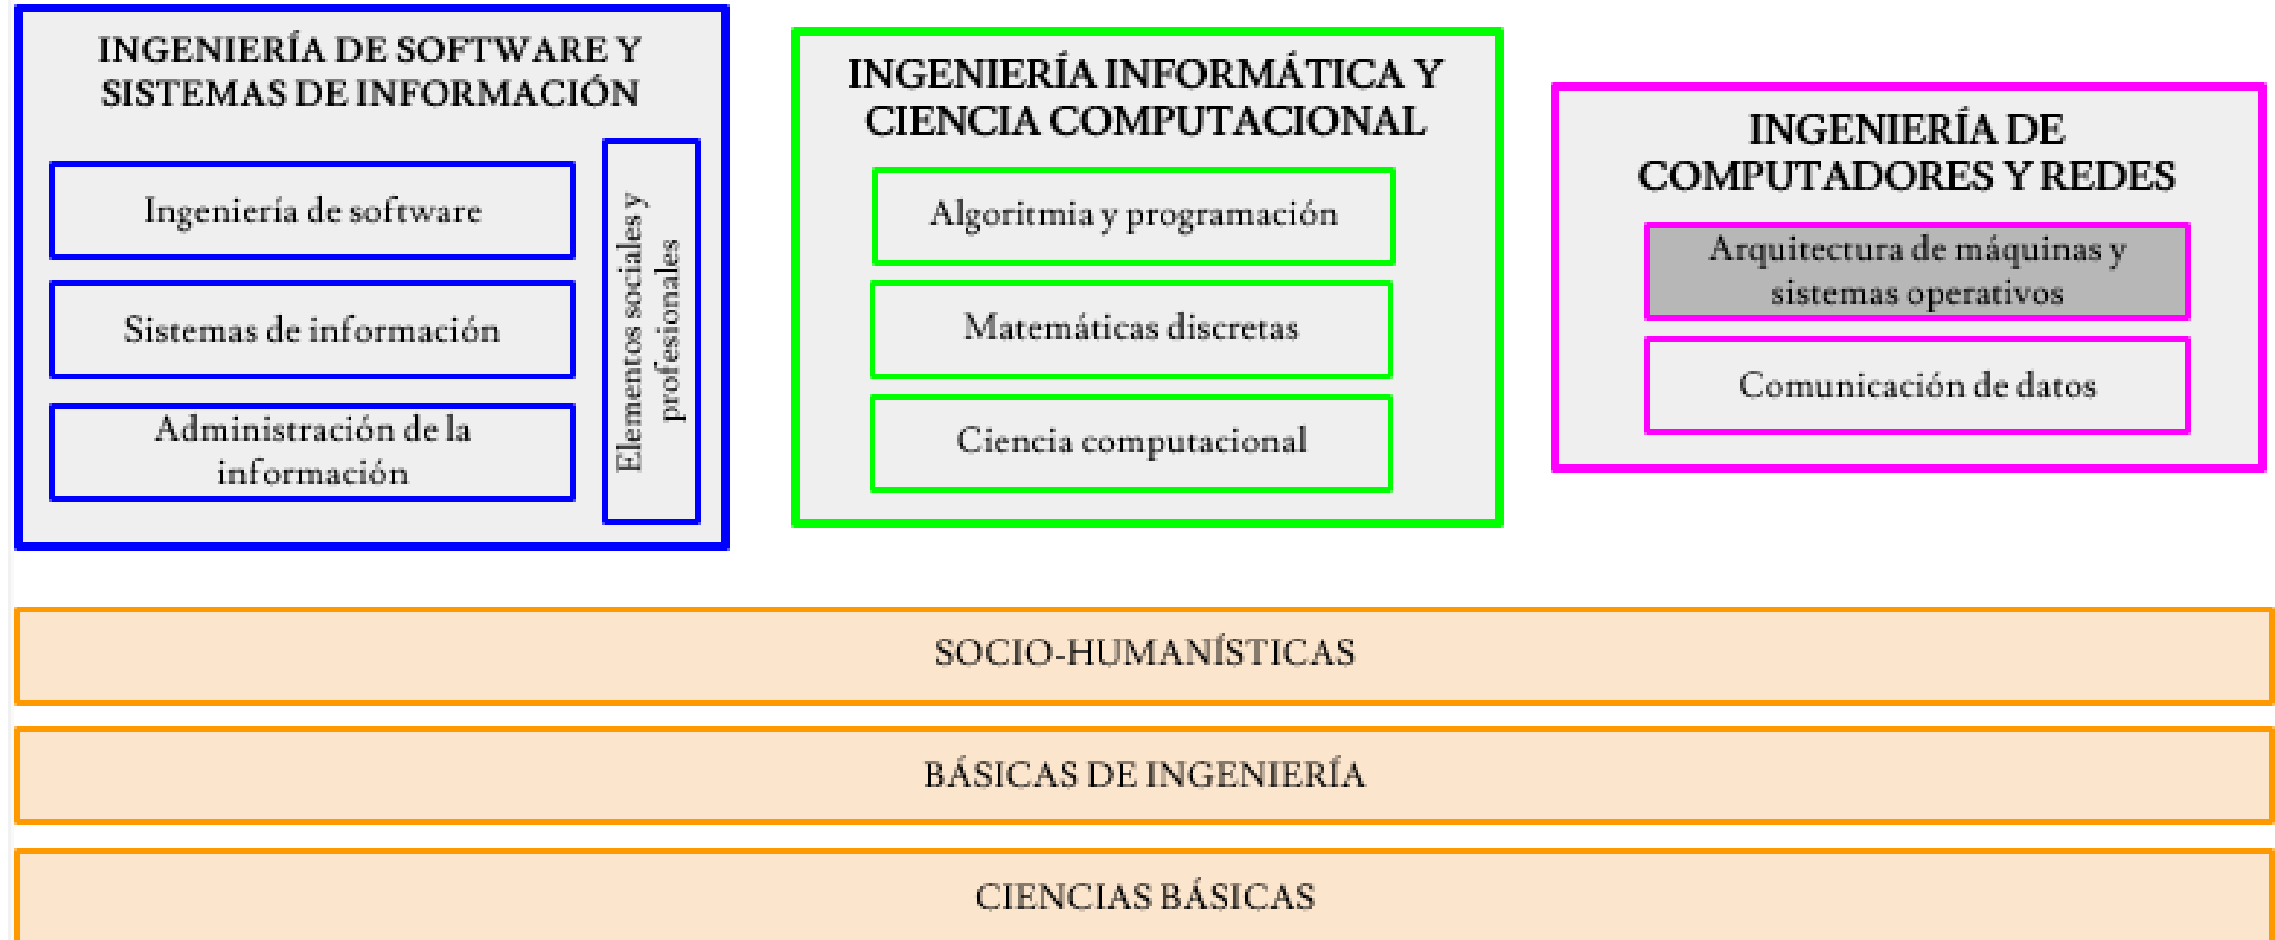 INGENIERÍA DE SOFTWARE Y
SISTEMAS DE INFORMACIÓN
Ingeniería de software
Sistemas de información
Administración de la
información
Elementos sociales y
profesionales
INGENIERÍA INFORMÁTICA Y
CIENCIA COMPUTACIONAL
Algoritmia y programación
Matemáticas discretas
Ciencia computacional
INGENIERÍA DE
COMPUTADORES Y REDES
Arquitectura de máquinas y
sistemas operativos
Comunicación de datos
SOCIO-HUMANÍSTICAS
BÁSICAS DE INGENIERÍA
CIENCIAS BÁSICAS